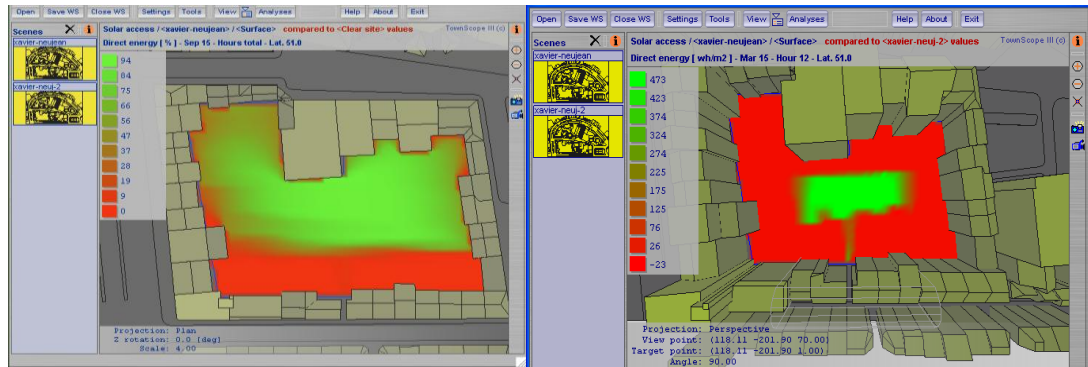 Open Save WS Close WS Settings Tools View Analyses Help About Exit
Scenes X i
Solar access / <xavier-neujean> / <Surface> compared to <Clear site> values TownScope III (c) i
xavier-neujean
Direct energy [ % ] - Sep 15 - Hours total - Lat. 51.0
94
84
75
66
56
47
37
28
19
9
0
xavier-neuj-2
Projection: Plan
Z rotation: 0.0 [deg]
Scale: 4.00
Open Save WS Close WS Settings Tools View Analyses Help About Exit
Scenes X i
Solar access / <xavier-neujean> / <Surface> compared to <xavier-neuj-2> values TownScope III (c) i
xavier-neujean
Direct energy [ wh/m2 ] - Mar 15 - Hour 12 - Lat. 51.0
473
423
374
324
274
225
175
125
76
26
-23
xavier-neuj-2
Projection: Perspective
View point: (118.11 -201.90 70.00)
Target point: (118.11 -201.90 1.00)
Angle: 90.00